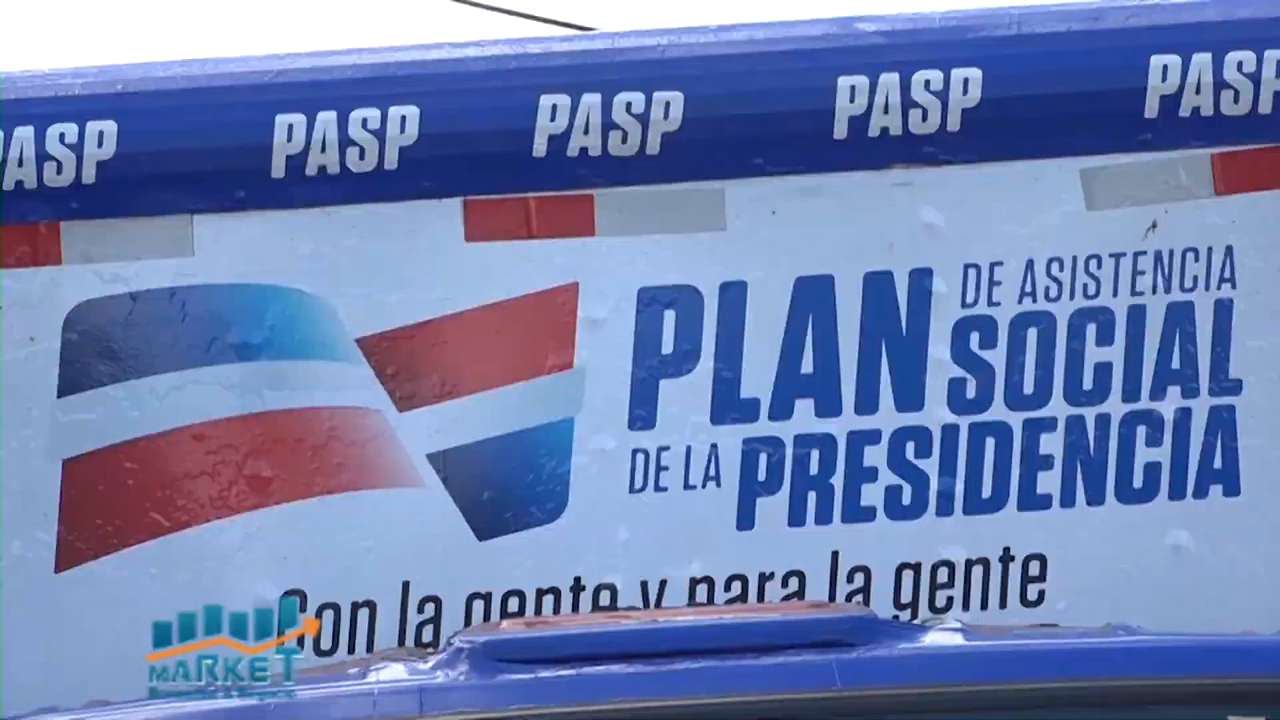 PASP PASP PASP PASP PASP
PLAN DE ASISTENCIA
SOCIAL
DE LA PRESIDENCIA
Con la gente y para la gente
MARKET